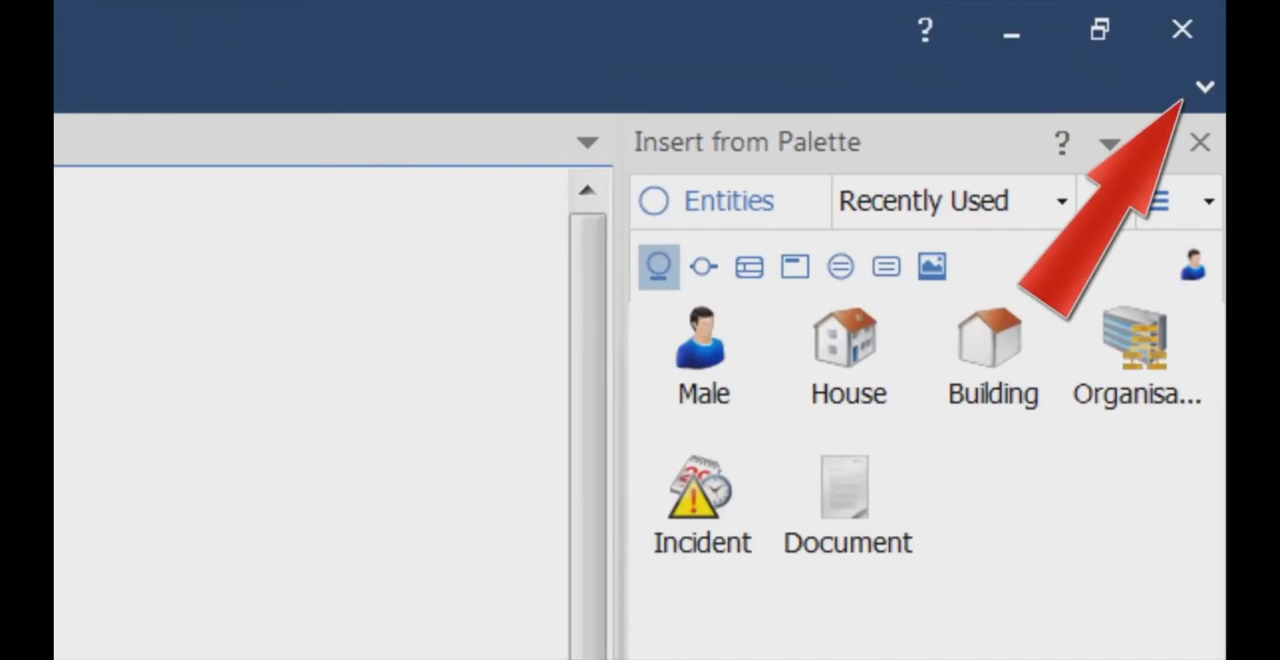 Insert from Palette
Entities
Recently Used
Male
House
Building
Organisa...
Incident
Document